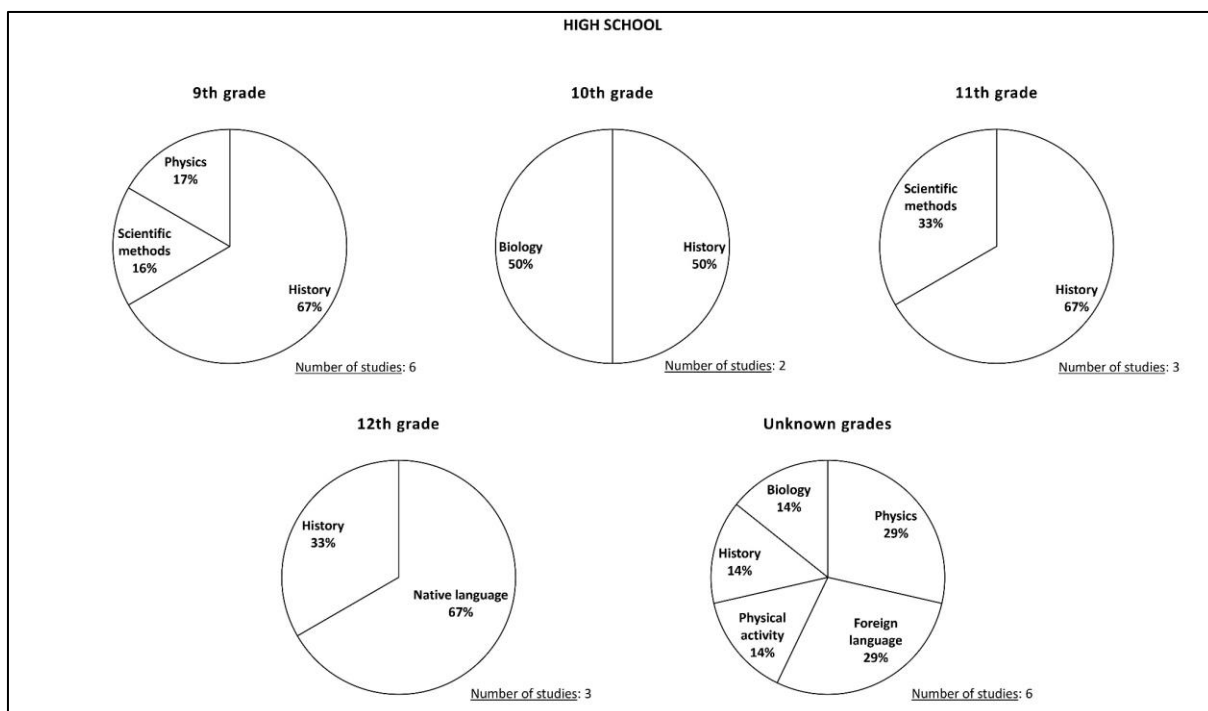 HIGH SCHOOL
9th grade
Physics
17%
Scientific
methods
16%
History
67%
Number of studies: 6
10th grade
Biology
50%
History
50%
Number of studies: 2
11th grade
Scientific
methods
33%
History
67%
Number of studies: 3
12th grade
History
33%
Native language
67%
Number of studies: 3
Unknown grades
Biology
14%
Physics
29%
History
14%
Physical
activity
14%
Foreign
language
29%
Number of studies: 6